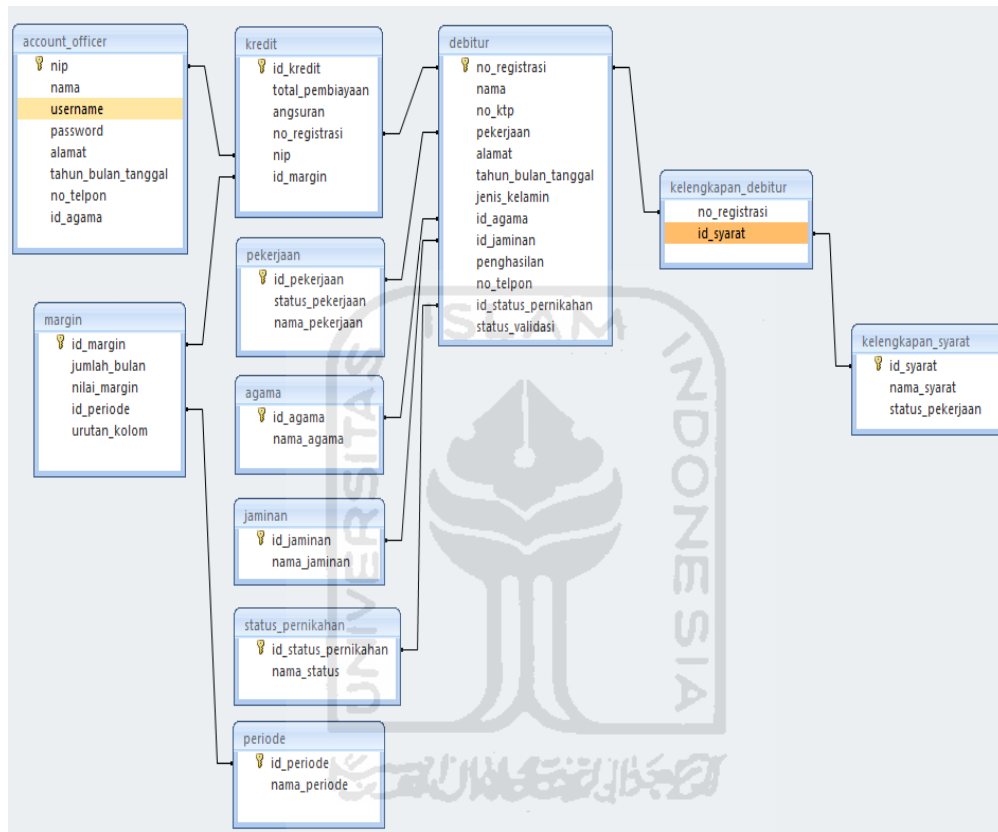 account_officer
nip
nama
username
password
alamat
tahun_bulan_tanggal
no_telpon
id_agama
kredit
id_kredit
total_pembiayaan
angsuran
no_registrasi
nip
id_margin
debitur
no_registrasi
nama
no_ktp
pekerjaan
alamat
tahun_bulan_tanggal
jenis_kelamin
id_agama
id_jaminan
penghasilan
no_telpon
id_status_pernikahan
status_validasi
kelengkapan_debitur
no_registrasi
id_syarat
kelengkapan_syarat
id_syarat
nama_syarat
status_pekerjaan
pekerjaan
id_pekerjaan
status_pekerjaan
nama_pekerjaan
margin
id_margin
jumlah_bulan
nilai_margin
id_periode
urutan_kolom
agama
id_agama
nama_agama
jaminan
id_jaminan
nama_jaminan
status_pernikahan
id_status_pernikahan
nama_status
periode
id_periode
nama_periode
UNIVERSITAS
ISLAM
INDONESIA